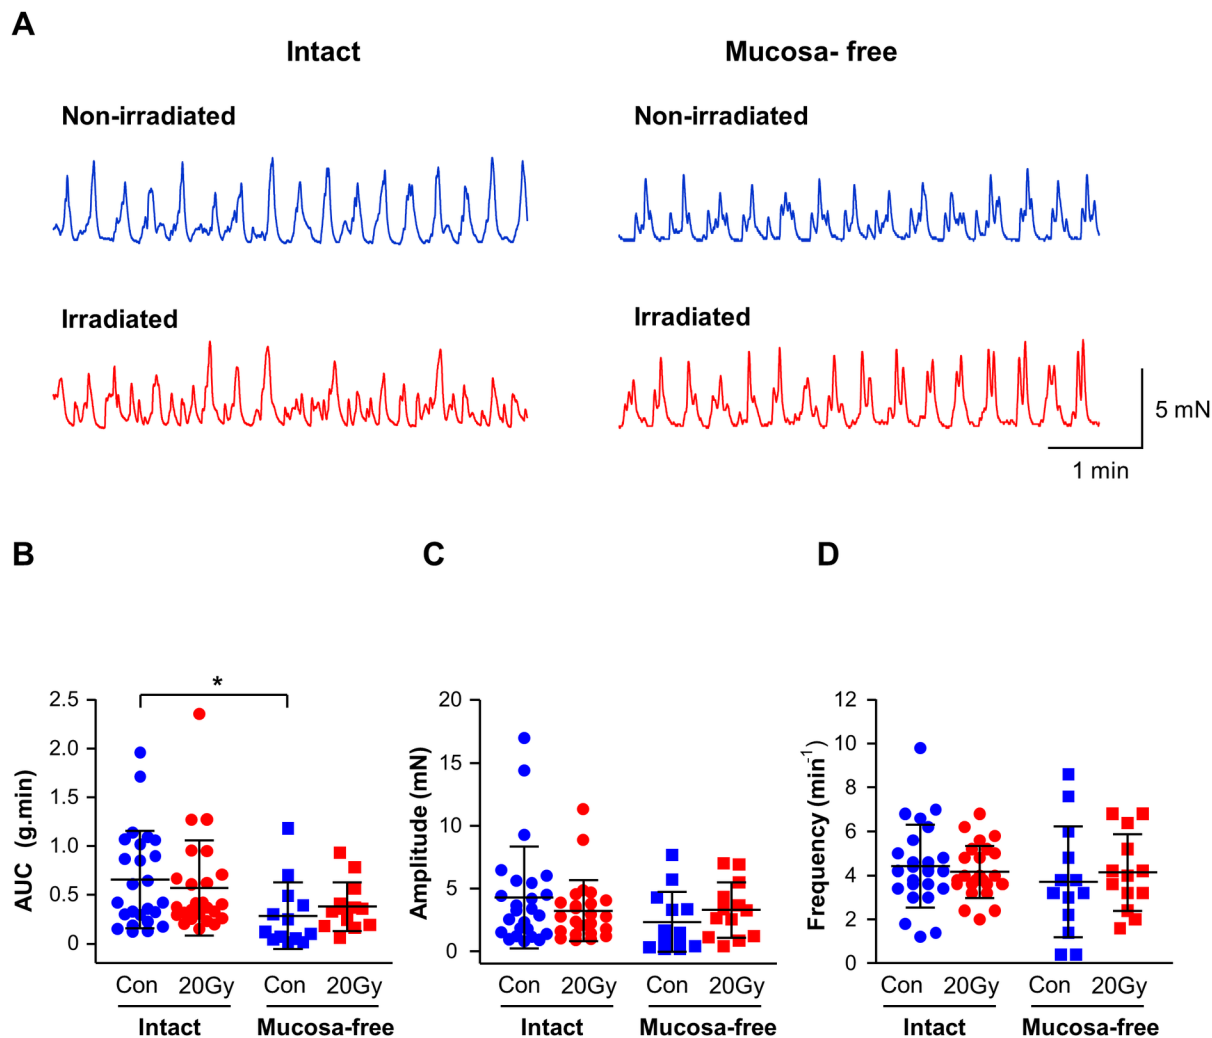 A
Intact
Mucosa- free
Non-irradiated
Non-irradiated
Irradiated
Irradiated
5 mN
1 min
B
C
D
AUC (g.min)
2.5
2.0
1.5
1.0
0.5
0
*
Con
20Gy
Con
20Gy
Intact
Mucosa-free
Amplitude (mN)
20
15
10
5
0
Con
20Gy
Con
20Gy
Intact
Mucosa-free
Frequency (min⁻¹)
12
10
8
6
4
2
0
Con
20Gy
Con
20Gy
Intact
Mucosa-free